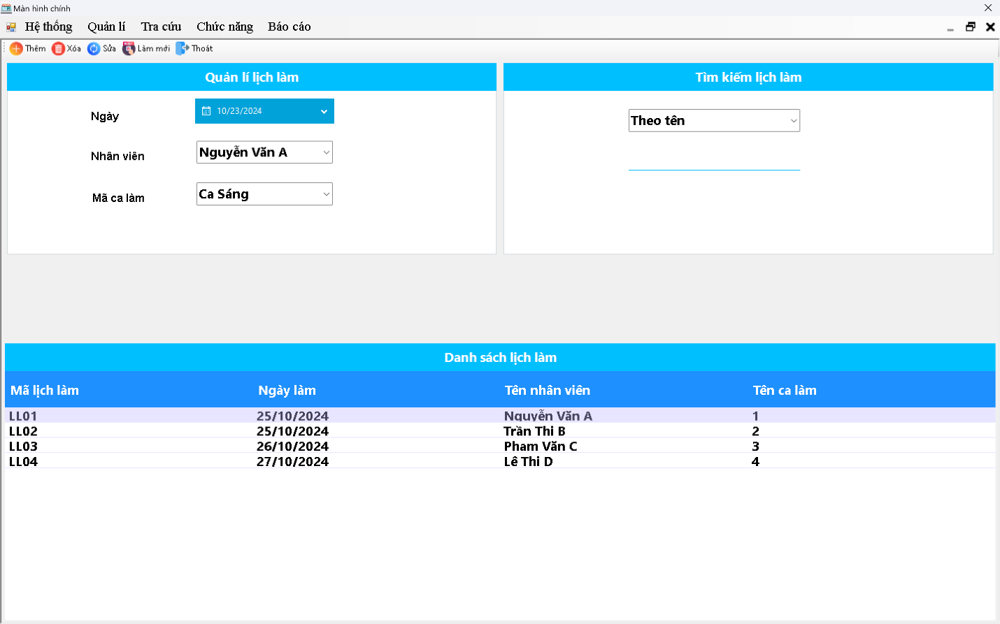 Màn hình chính
Hệ thống Quản lí Tra cứu Chức năng Báo cáo
Thêm Xóa Sửa Làm mới Thoát
Quản lí lịch làm
Ngày 10/23/2024
Nhân viên Nguyễn Văn A
Mã ca làm Ca Sáng
Tìm kiếm lịch làm
Theo tên
Danh sách lịch làm
Mã lịch làm Ngày làm Tên nhân viên Tên ca làm
LL01 25/10/2024 Nguyễn Văn A 1
LL02 25/10/2024 Trần Thi B 2
LL03 26/10/2024 Pham Văn C 3
LL04 27/10/2024 Lê Thi D 4